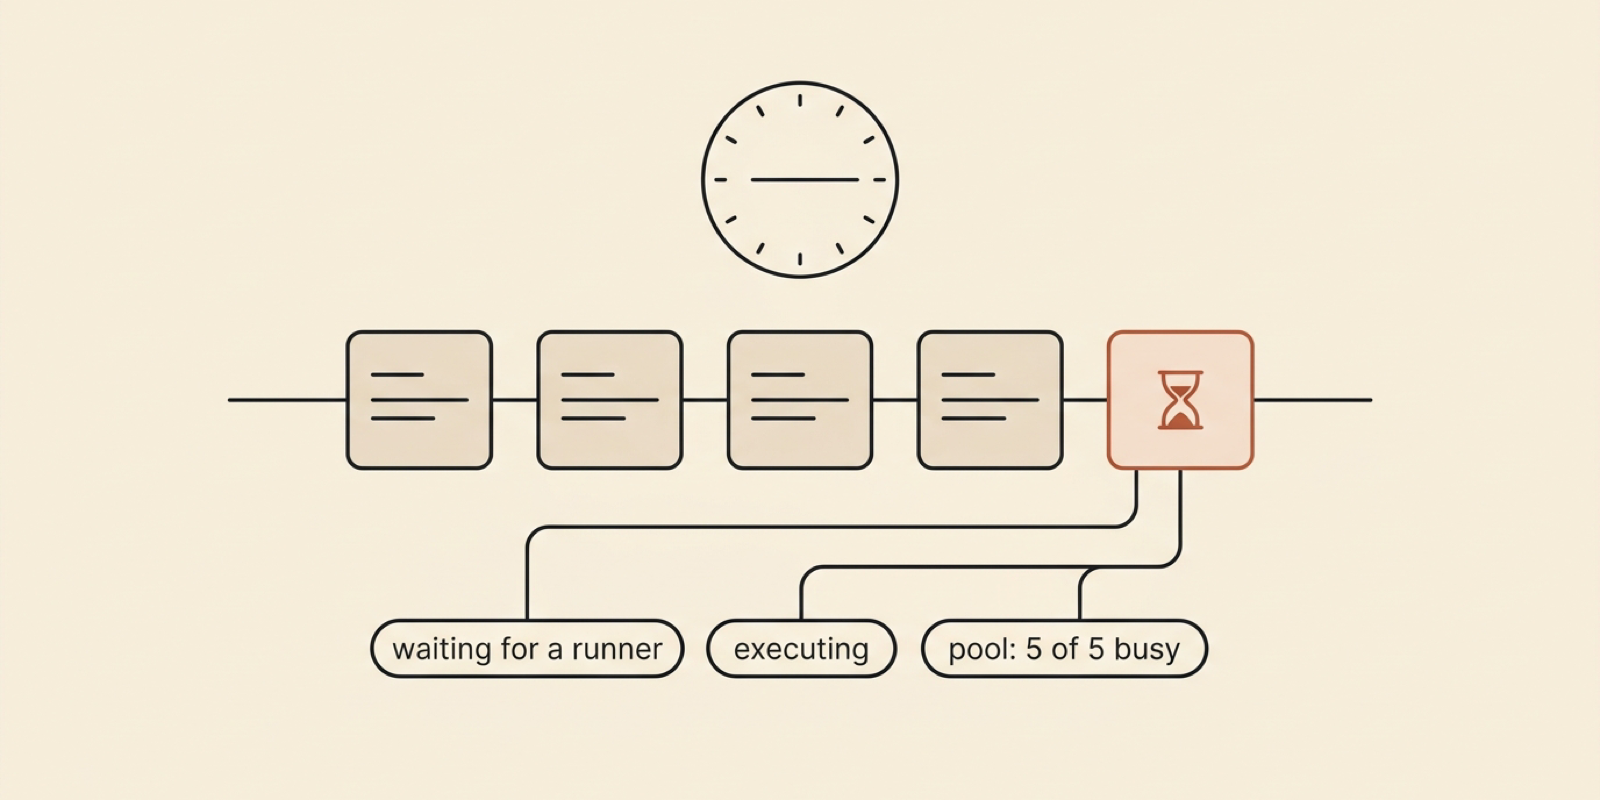 waiting for a runner
executing
pool: 5 of 5 busy